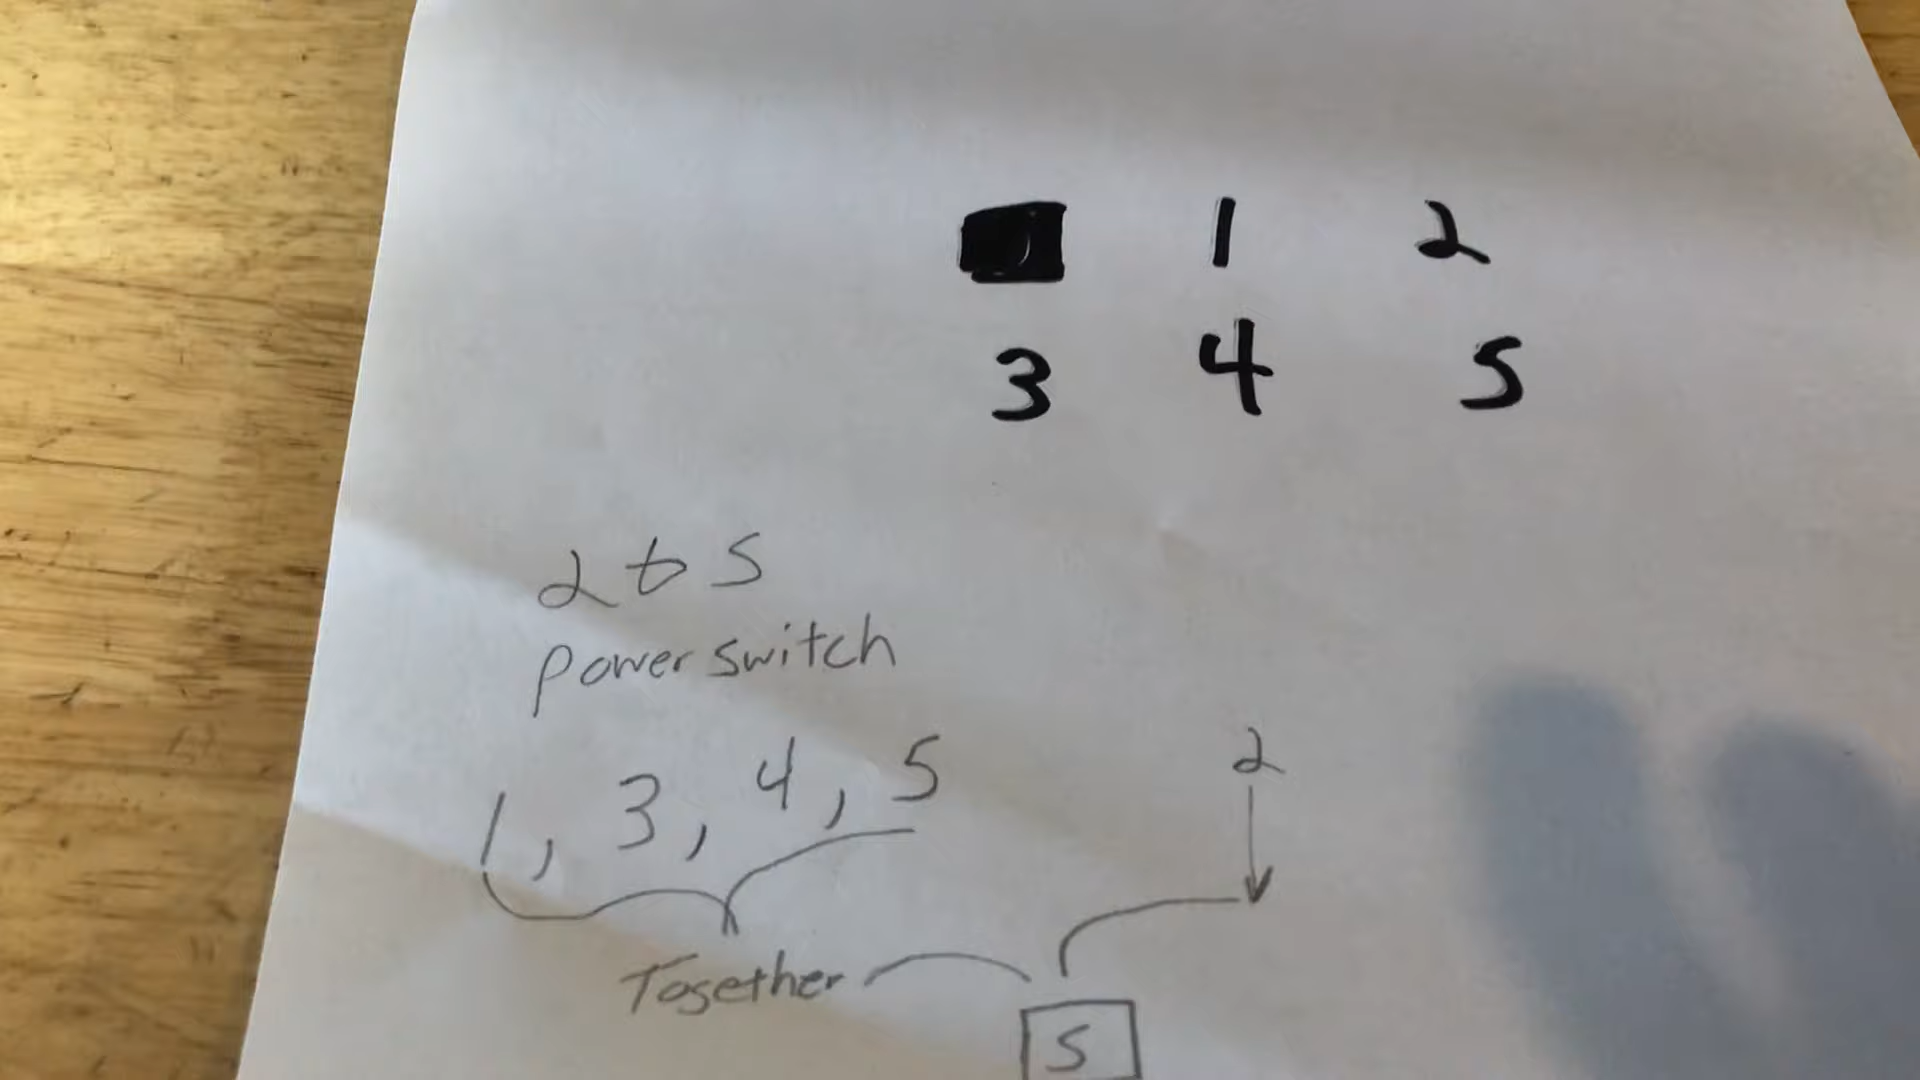 1 2
3 4 5
2 to 5
power switch
1, 3, 4, 5
2
Together
S